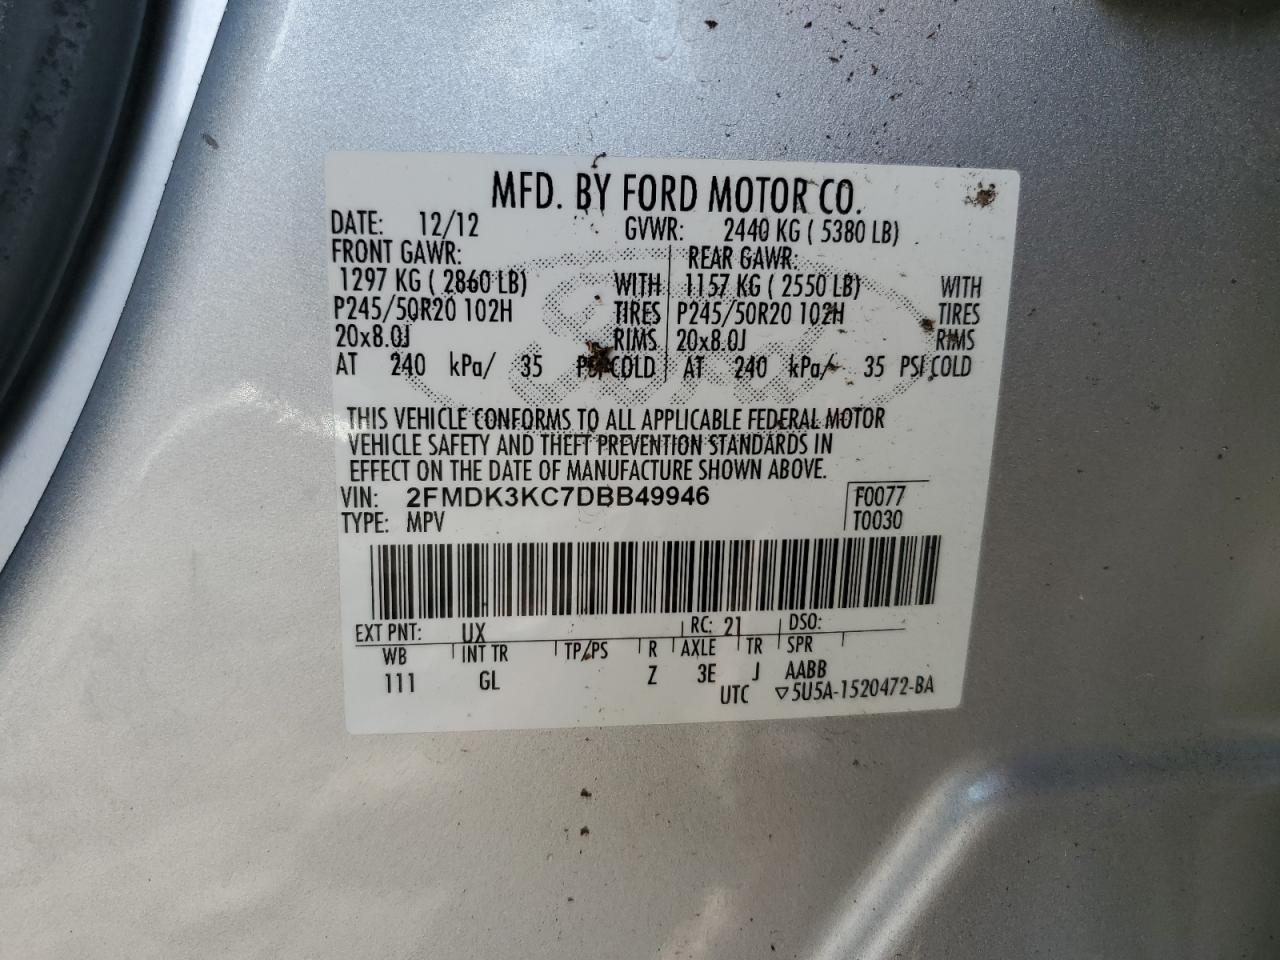 MFD. BY FORD MOTOR CO.
DATE: 12/12 GVWR: 2440 KG ( 5380 LB)
FRONT GAWR: REAR GAWR:
1297 KG ( 2860 LB) WITH 1157 KG ( 2550 LB) WITH
P245/50R20 102H TIRES P245/50R20 102H TIRES
20x8.0J RIMS 20x8.0J RIMS
AT 240 kPa/ 35 PSI COLD AT 240 kPa/ 35 PSI COLD
THIS VEHICLE CONFORMS TO ALL APPLICABLE FEDERAL MOTOR
VEHICLE SAFETY AND THEFT PREVENTION STANDARDS IN
EFFECT ON THE DATE OF MANUFACTURE SHOWN ABOVE.
VIN: 2FMDK3KC7DBB49946 F0077
TYPE: MPV T0030
EXT PNT: UX RC: 21 DSO:
WB INT TR TP/PS R AXLE TR SPR
111 GL Z 3E J AABB
UTC ▽5U5A-1520472-BA